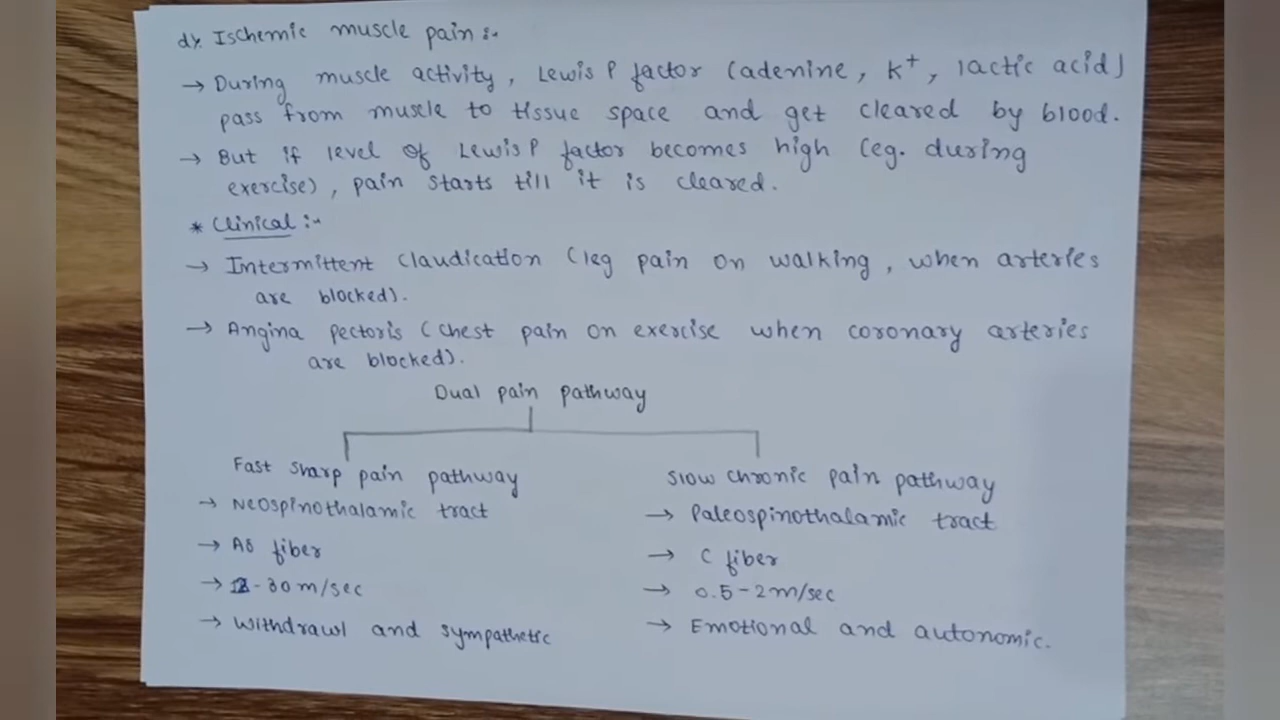 d) Ischemic muscle pain :-
→ During muscle activity, Lewis P factor (adenine, K⁺, lactic acid)
pass from muscle to tissue space and get cleared by blood.
→ But if level of Lewis P factor becomes high (eg. during
exercise), pain starts till it is cleared.
* Clinical :-
→ Intermittent claudication (leg pain on walking, when arteries
are blocked).
→ Angina pectoris (chest pain on exercise when coronary arteries
are blocked).
Dual pain pathway
Fast sharp pain pathway
→ Neospinothalamic tract
→ Aδ fiber
→ -30 m/sec
→ Withdrawl and sympathetic
Slow chronic pain pathway
→ Paleospinothalamic tract
→ C fiber
→ 0.5-2m/sec
→ Emotional and autonomic.